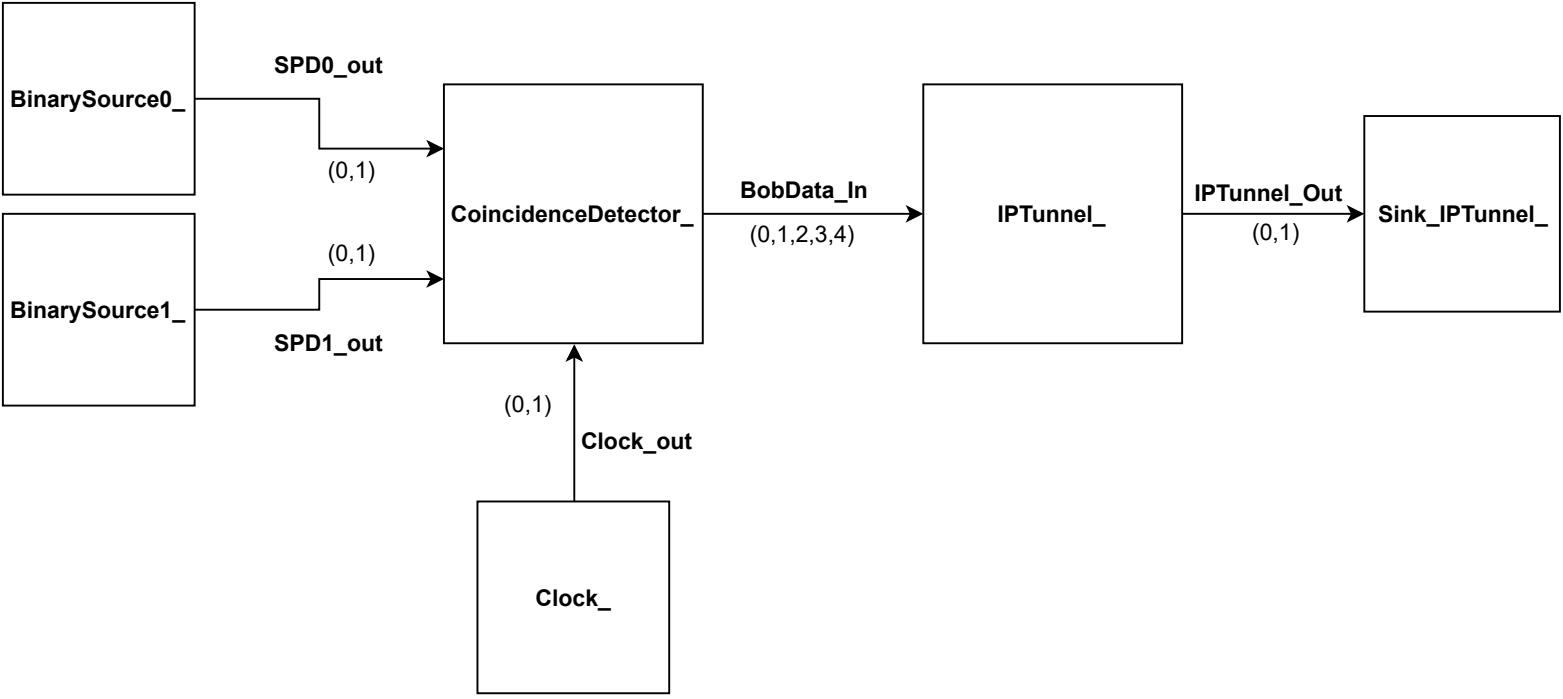 SPD0_out
BinarySource0_
(0,1)
BinarySource1_
(0,1)
SPD1_out
CoincidenceDetector_
BobData_In
(0,1,2,3,4)
IPTunnel_
IPTunnel_Out
(0,1)
Sink_IPTunnel_
(0,1)
Clock_out
Clock_